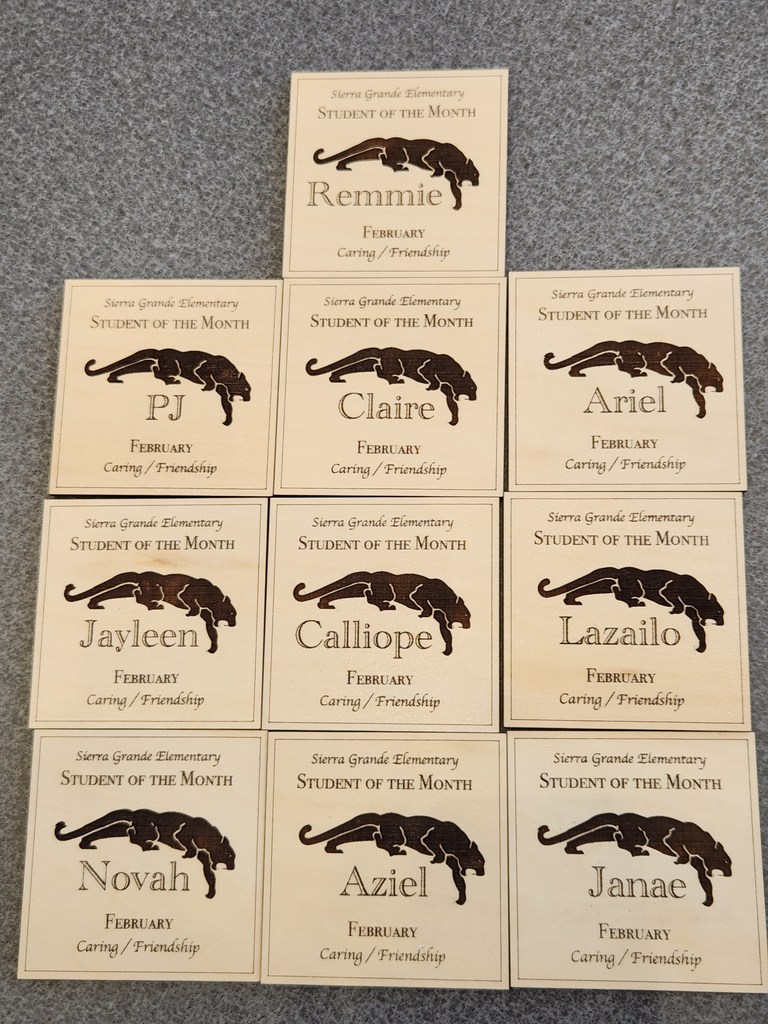 Sierra Grande Elementary
Student of the Month
Remmie
February
Caring / Friendship
Sierra Grande Elementary
Student of the Month
PJ
February
Caring / Friendship
Sierra Grande Elementary
Student of the Month
Claire
February
Caring / Friendship
Sierra Grande Elementary
Student of the Month
Ariel
February
Caring / Friendship
Sierra Grande Elementary
Student of the Month
Jayleen
February
Caring / Friendship
Sierra Grande Elementary
Student of the Month
Calliope
February
Caring / Friendship
Sierra Grande Elementary
Student of the Month
Lazailo
February
Caring / Friendship
Sierra Grande Elementary
Student of the Month
Novah
February
Caring / Friendship
Sierra Grande Elementary
Student of the Month
Aziel
February
Caring / Friendship
Sierra Grande Elementary
Student of the Month
Janae
February
Caring / Friendship